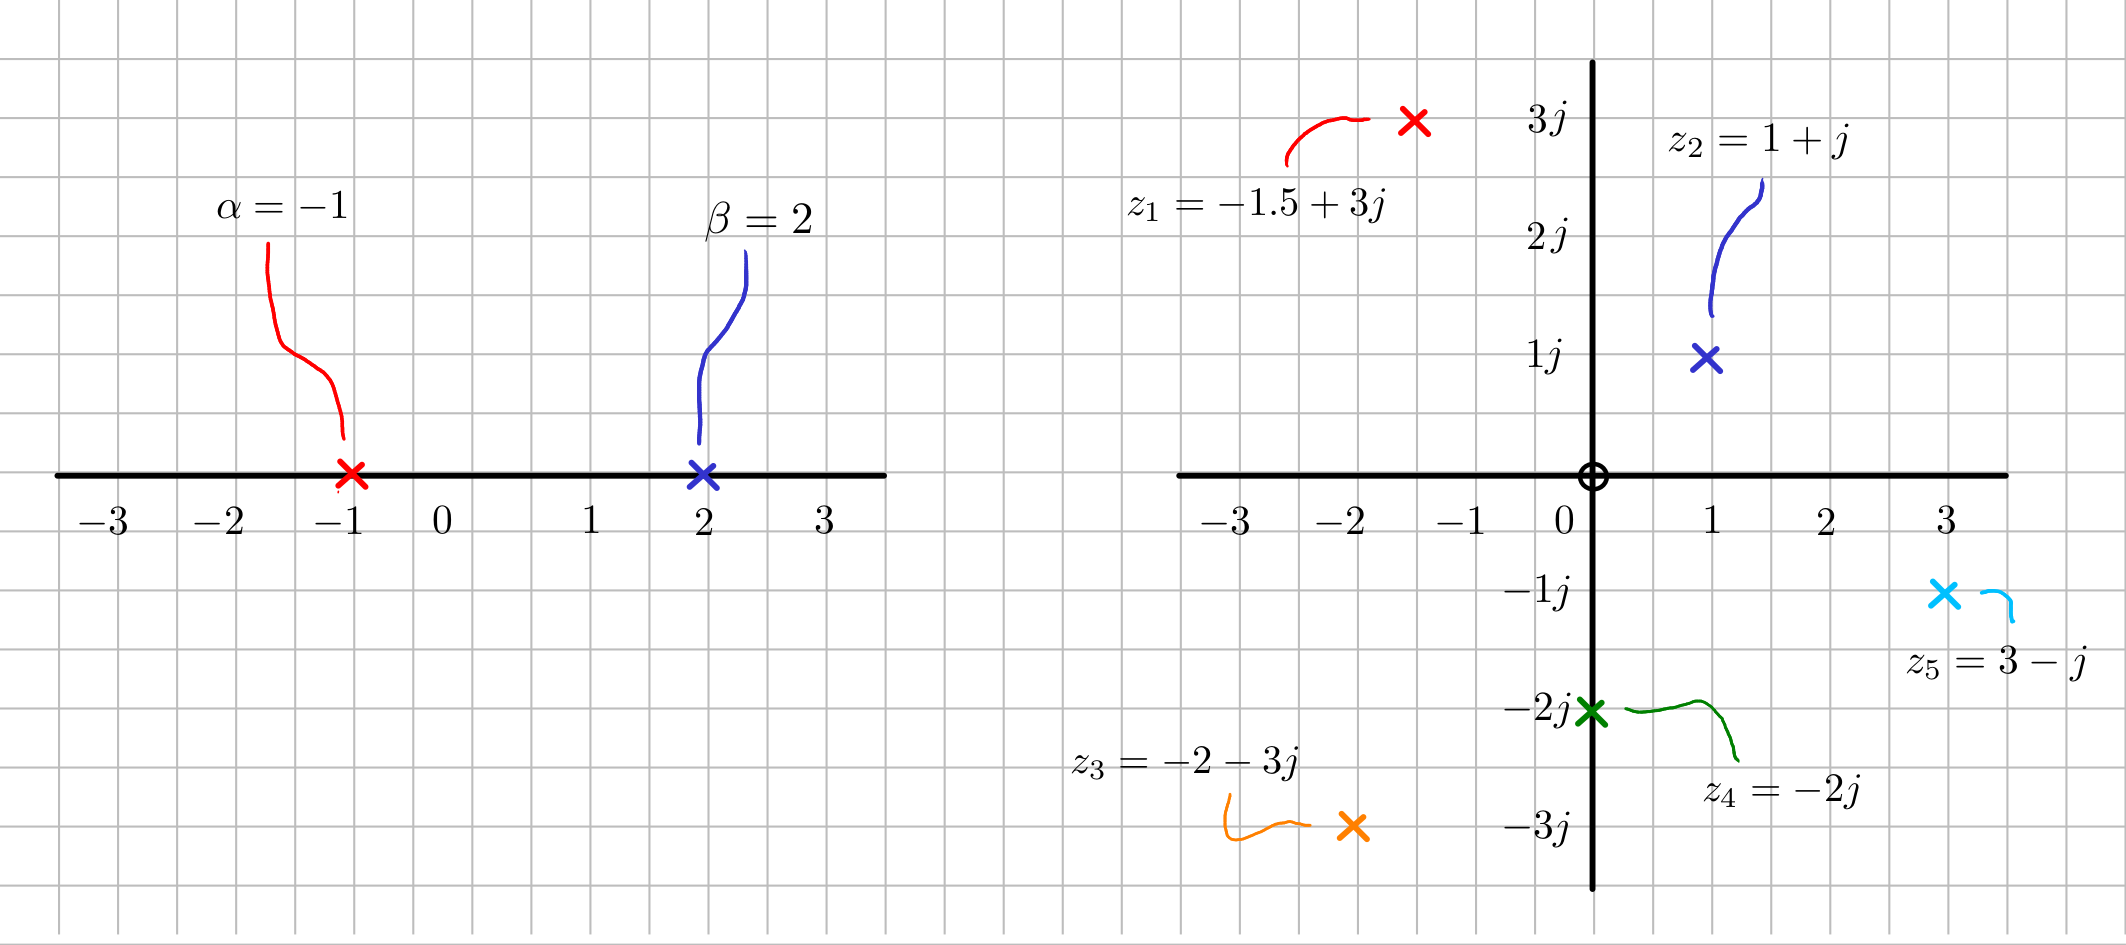 α = −1
β = 2
−3 −2 −1 0 1 2 3
3j
z₂ = 1 + j
z₁ = −1.5 + 3j
2j
1j
−3 −2 −1 0 1 2 3
−1j
z₅ = 3 − j
−2j
z₃ = −2 − 3j
z₄ = −2j
−3j